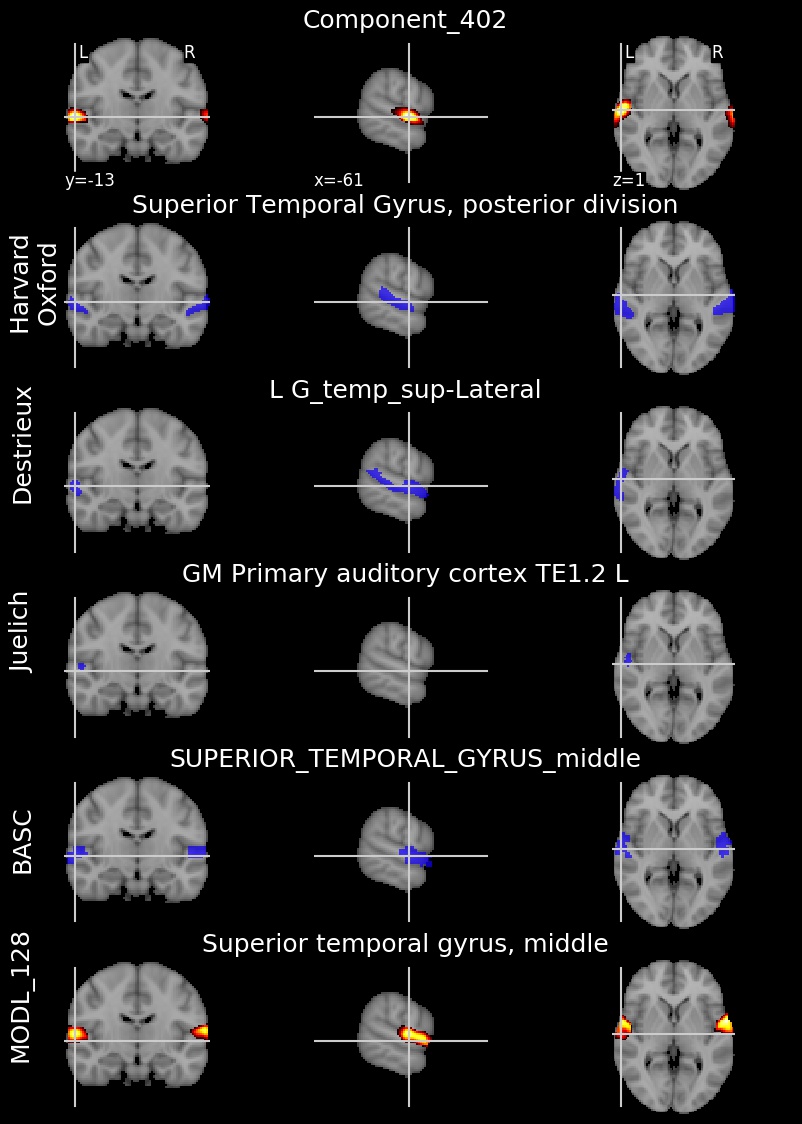 Component_402
L R
L R
y=-13
x=-61
z=1
Superior Temporal Gyrus, posterior division
Harvard
Oxford
L G_temp_sup-Lateral
Destrieux
GM Primary auditory cortex TE1.2 L
Juelich
SUPERIOR_TEMPORAL_GYRUS_middle
BASC
Superior temporal gyrus, middle
MODL_128